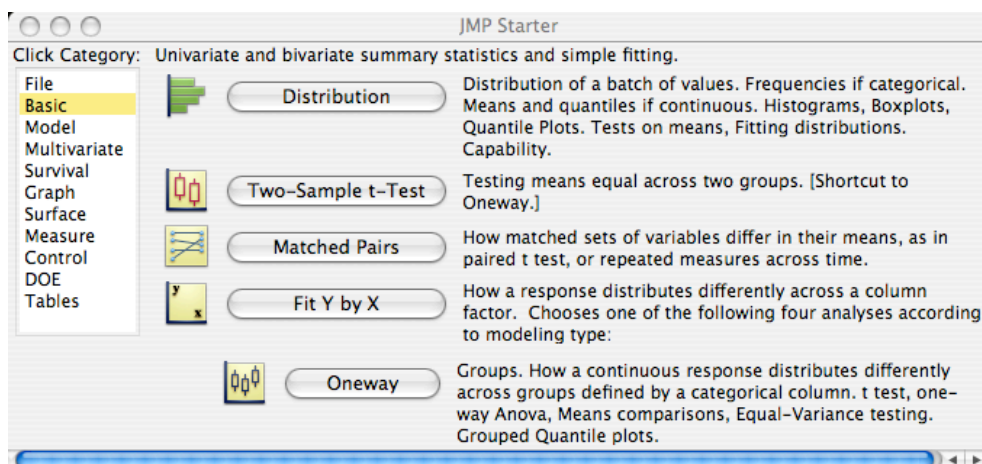 JMP Starter
Click Category:
Univariate and bivariate summary statistics and simple fitting.
File
Basic
Model
Multivariate
Survival
Graph
Surface
Measure
Control
DOE
Tables
Distribution
Distribution of a batch of values. Frequencies if categorical.
Means and quantiles if continuous. Histograms, Boxplots,
Quantile Plots. Tests on means, Fitting distributions.
Capability.
Two-Sample t-Test
Testing means equal across two groups. [Shortcut to
Oneway.]
Matched Pairs
How matched sets of variables differ in their means, as in
paired t test, or repeated measures across time.
y
x
Fit Y by X
How a response distributes differently across a column
factor. Chooses one of the following four analyses according
to modeling type:
Oneway
Groups. How a continuous response distributes differently
across groups defined by a categorical column. t test, one-
way Anova, Means comparisons, Equal-Variance testing.
Grouped Quantile plots.